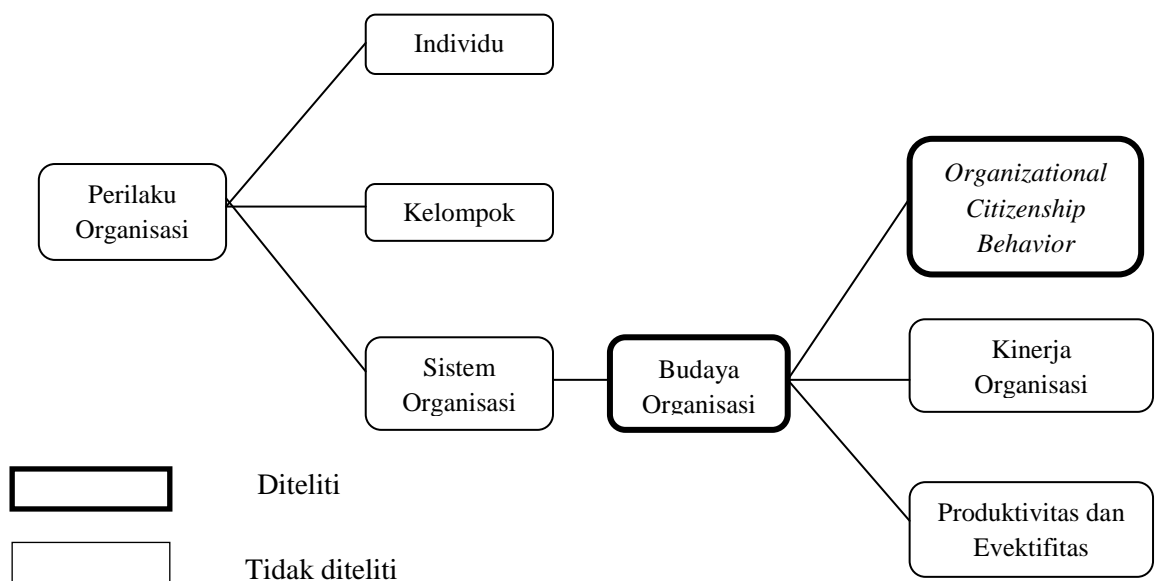 Individu
Perilaku
Organisasi
Kelompok
Organizational
Citizenship
Behavior
Sistem
Organisasi
Budaya
Organisasi
Kinerja
Organisasi
Produktivitas dan
Evektifitas
Diteliti
Tidak diteliti